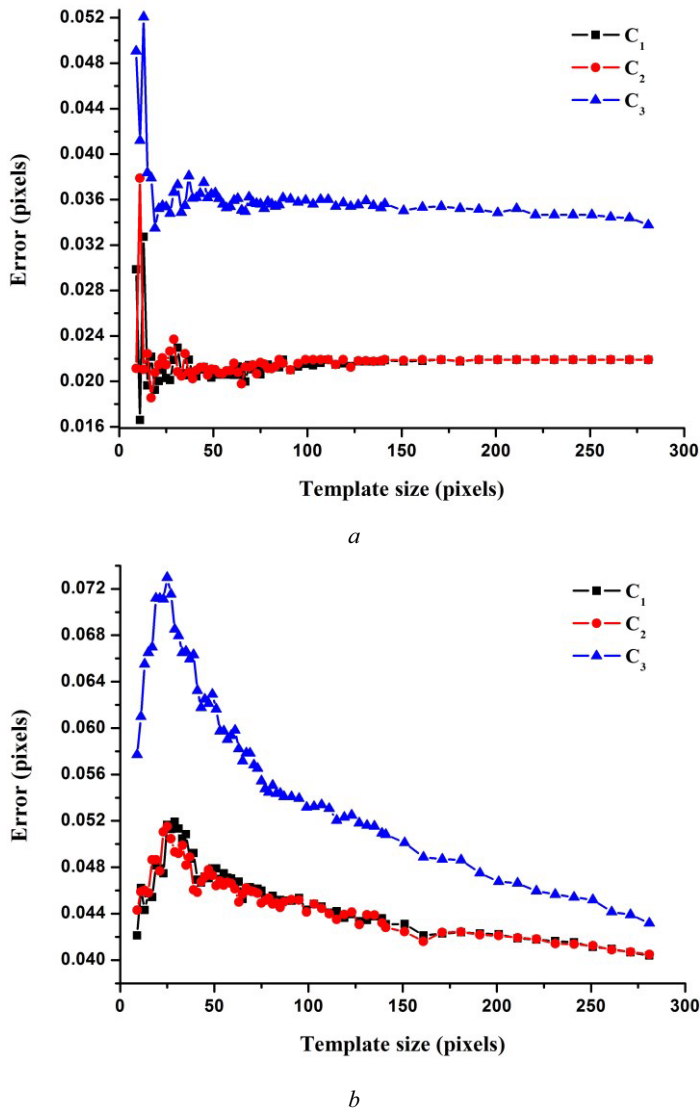 0.052
0.048
0.044
0.040
0.036
0.032
0.028
0.024
0.020
0.016
Error (pixels)
C₁
C₂
C₃
0 50 100 150 200 250 300
Template size (pixels)
a
0.072
0.068
0.064
0.060
0.056
0.052
0.048
0.044
0.040
Error (pixels)
C₁
C₂
C₃
0 50 100 150 200 250 300
Template size (pixels)
b